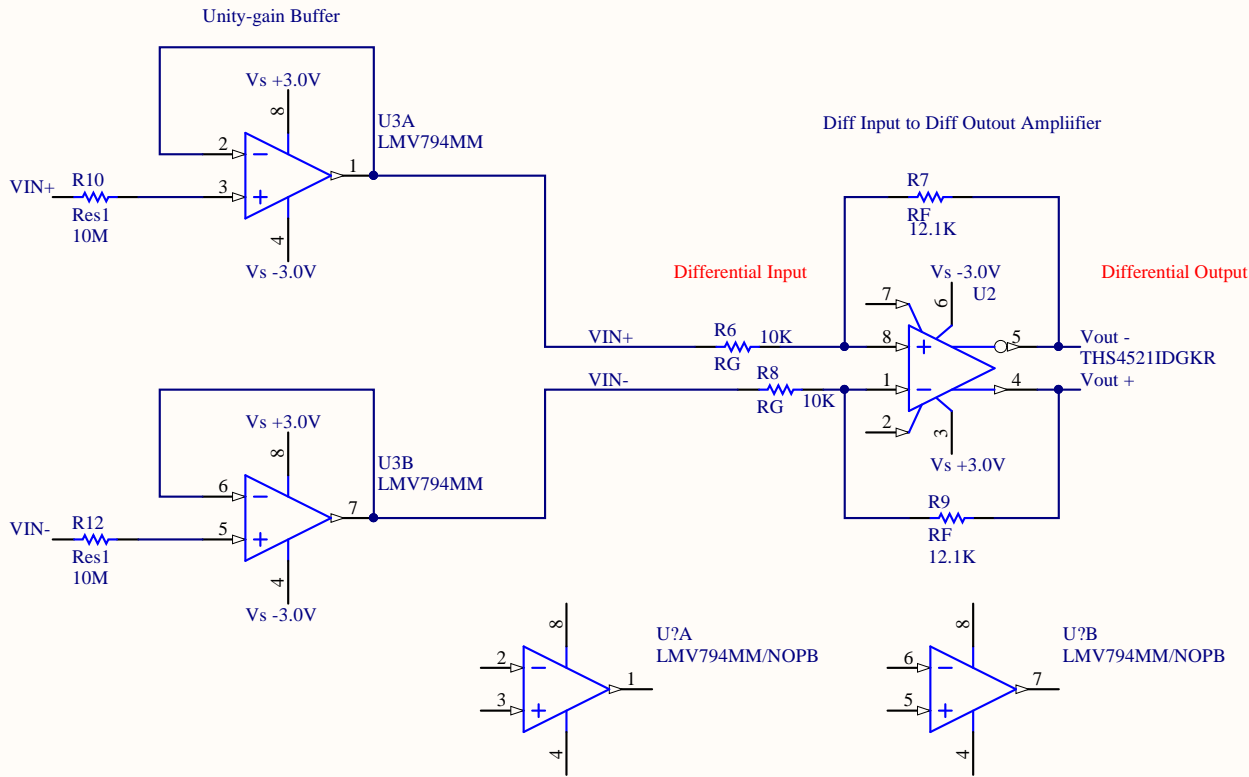 Unity-gain Buffer
Vs +3.0V
8
U3A
LMV794MM
2
1
VIN+
R10
3
Res1
10M
4
Vs -3.0V
Diff Input to Diff Outout Ampliifier
R7
RF
12.1K
Differential Input
Vs -3.0V
Differential Output
7
6
U2
VIN+
R6
10K
RG
8
5
Vout -
THS4521IDGKR
VIN-
R8
RG
10K
1
4
Vout +
2
3
Vs +3.0V
R9
RF
12.1K
Vs +3.0V
8
U3B
LMV794MM
6
7
VIN-
R12
5
Res1
10M
4
Vs -3.0V
8
U?A
LMV794MM/NOPB
2
1
3
4
8
U?B
LMV794MM/NOPB
6
7
5
4